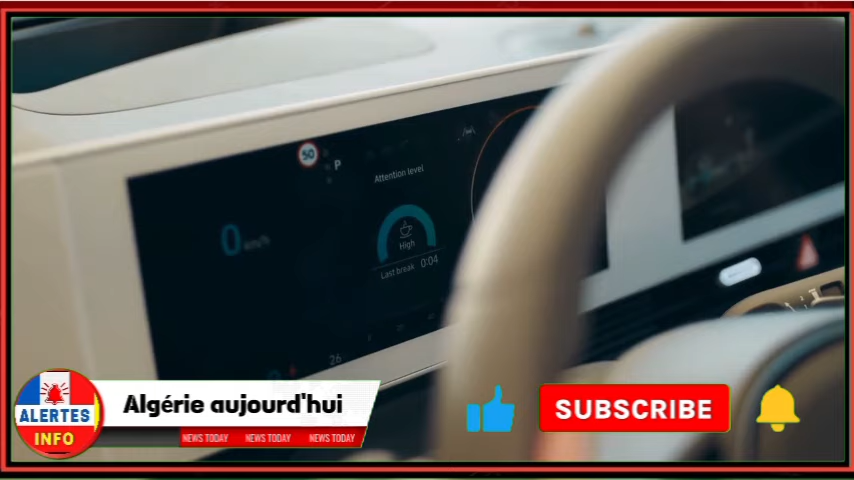 50
P
Attention level
0 km/h
High
Last break 0:04
26
ALERTES
INFO
Algérie aujourd'hui
NEWS TODAY NEWS TODAY NEWS TODAY
SUBSCRIBE